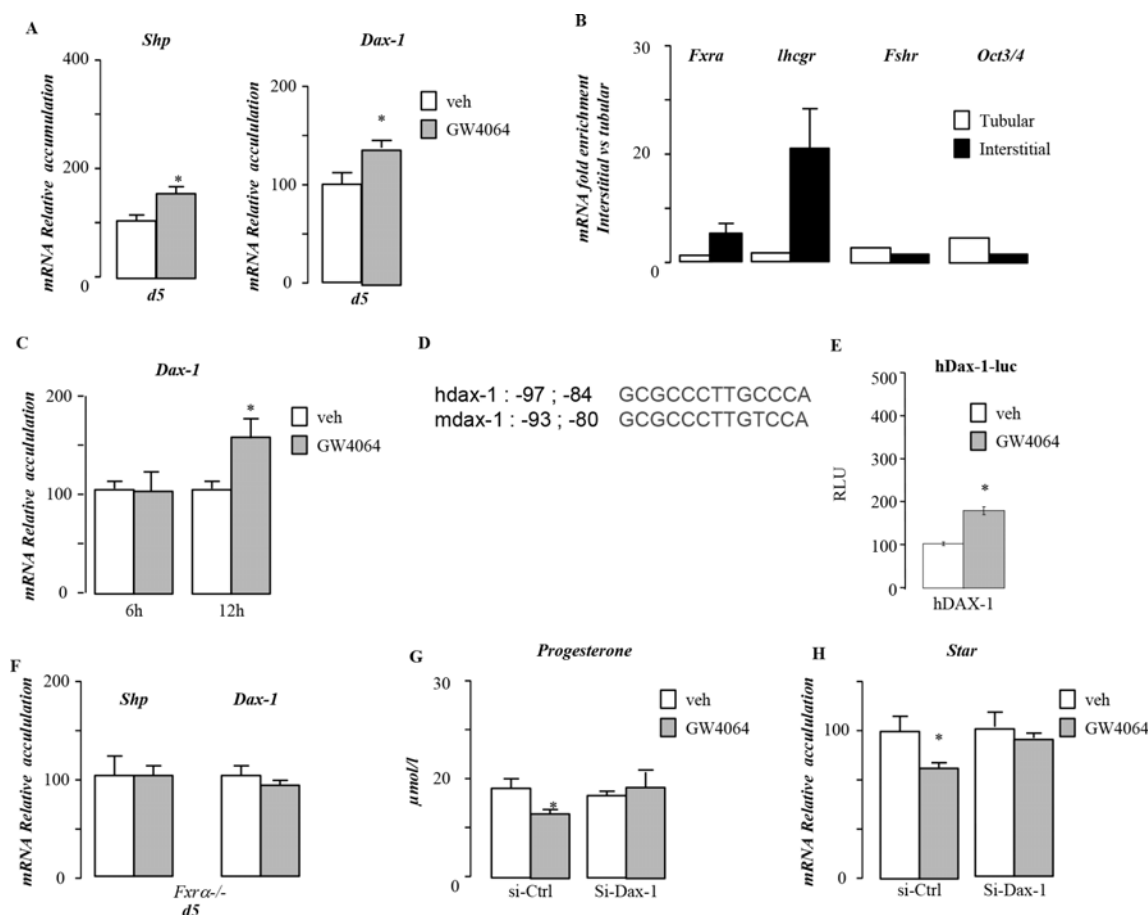 A
Shp
mRNA Relative accumulation
400
200
0
d5
Dax-1
mRNA Relative accululation
200
100
0
d5
veh
GW4064
*
*
B
mRNA fold enrichment
Interstitial vs tubular
30
20
0
Fxra
lhcgr
Fshr
Oct3/4
Tubular
Interstitial
C
Dax-1
mRNA Relative accululation
200
100
0
*
6h
12h
veh
GW4064
D
hdax-1 : -97 ; -84 GCGCCCTTGCCCA
mdax-1 : -93 ; -80 GCGCCCTTGTCCA
E
hDax-1-luc
RLU
500
400
300
200
100
0
veh
GW4064
*
hDAX-1
F
mRNA Relative accululation
200
100
0
Shp
Dax-1
Fxrα-/-
d5
G
Progesterone
µmol/l
30
20
0
*
si-Ctrl
Si-Dax-1
veh
GW4064
H
Star
mRNA Relative accululation
100
0
*
si-Ctrl
Si-Dax-1
veh
GW4064